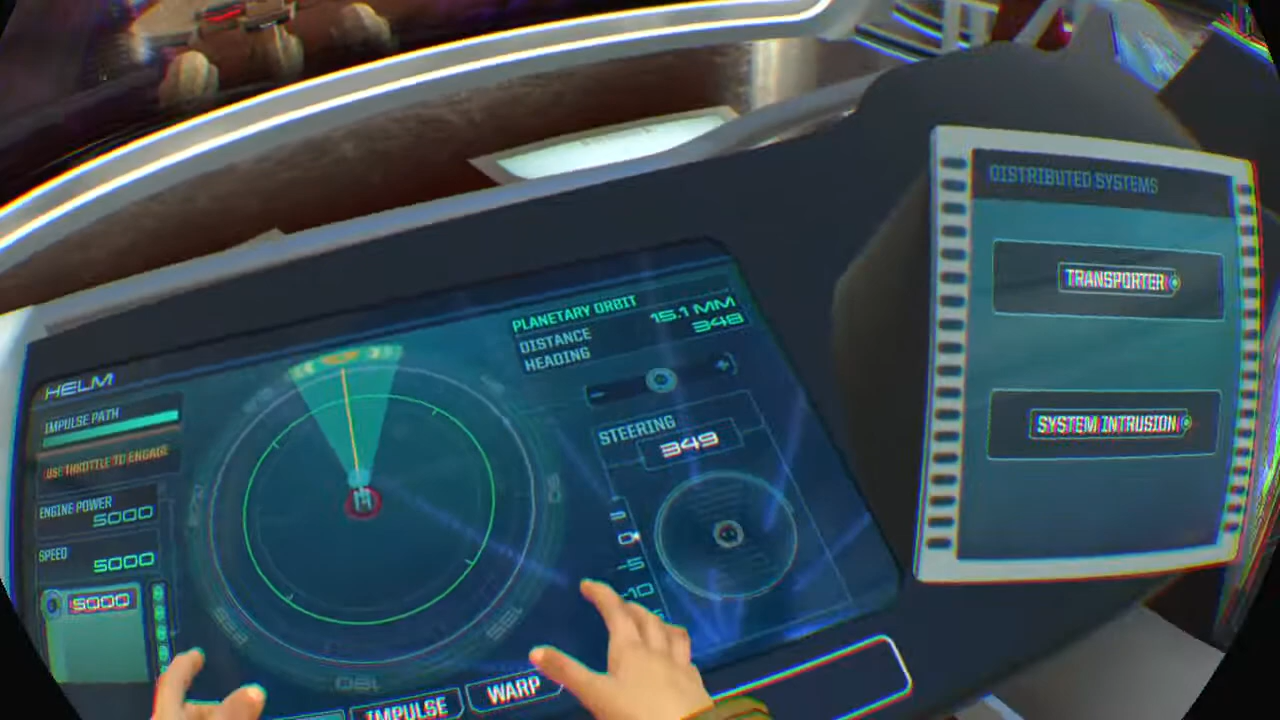 HELM
IMPULSE PATH
USE THROTTLE TO ENGAGE
ENGINE POWER
5000
SPEED
5000
5000
180
IMPULSE
WARP
PLANETARY ORBIT
DISTANCE 15.1 MM
HEADING 348
- +
STEERING
349
0
-5
-10
DISTRIBUTED SYSTEMS
TRANSPORTER
SYSTEM INTRUSION